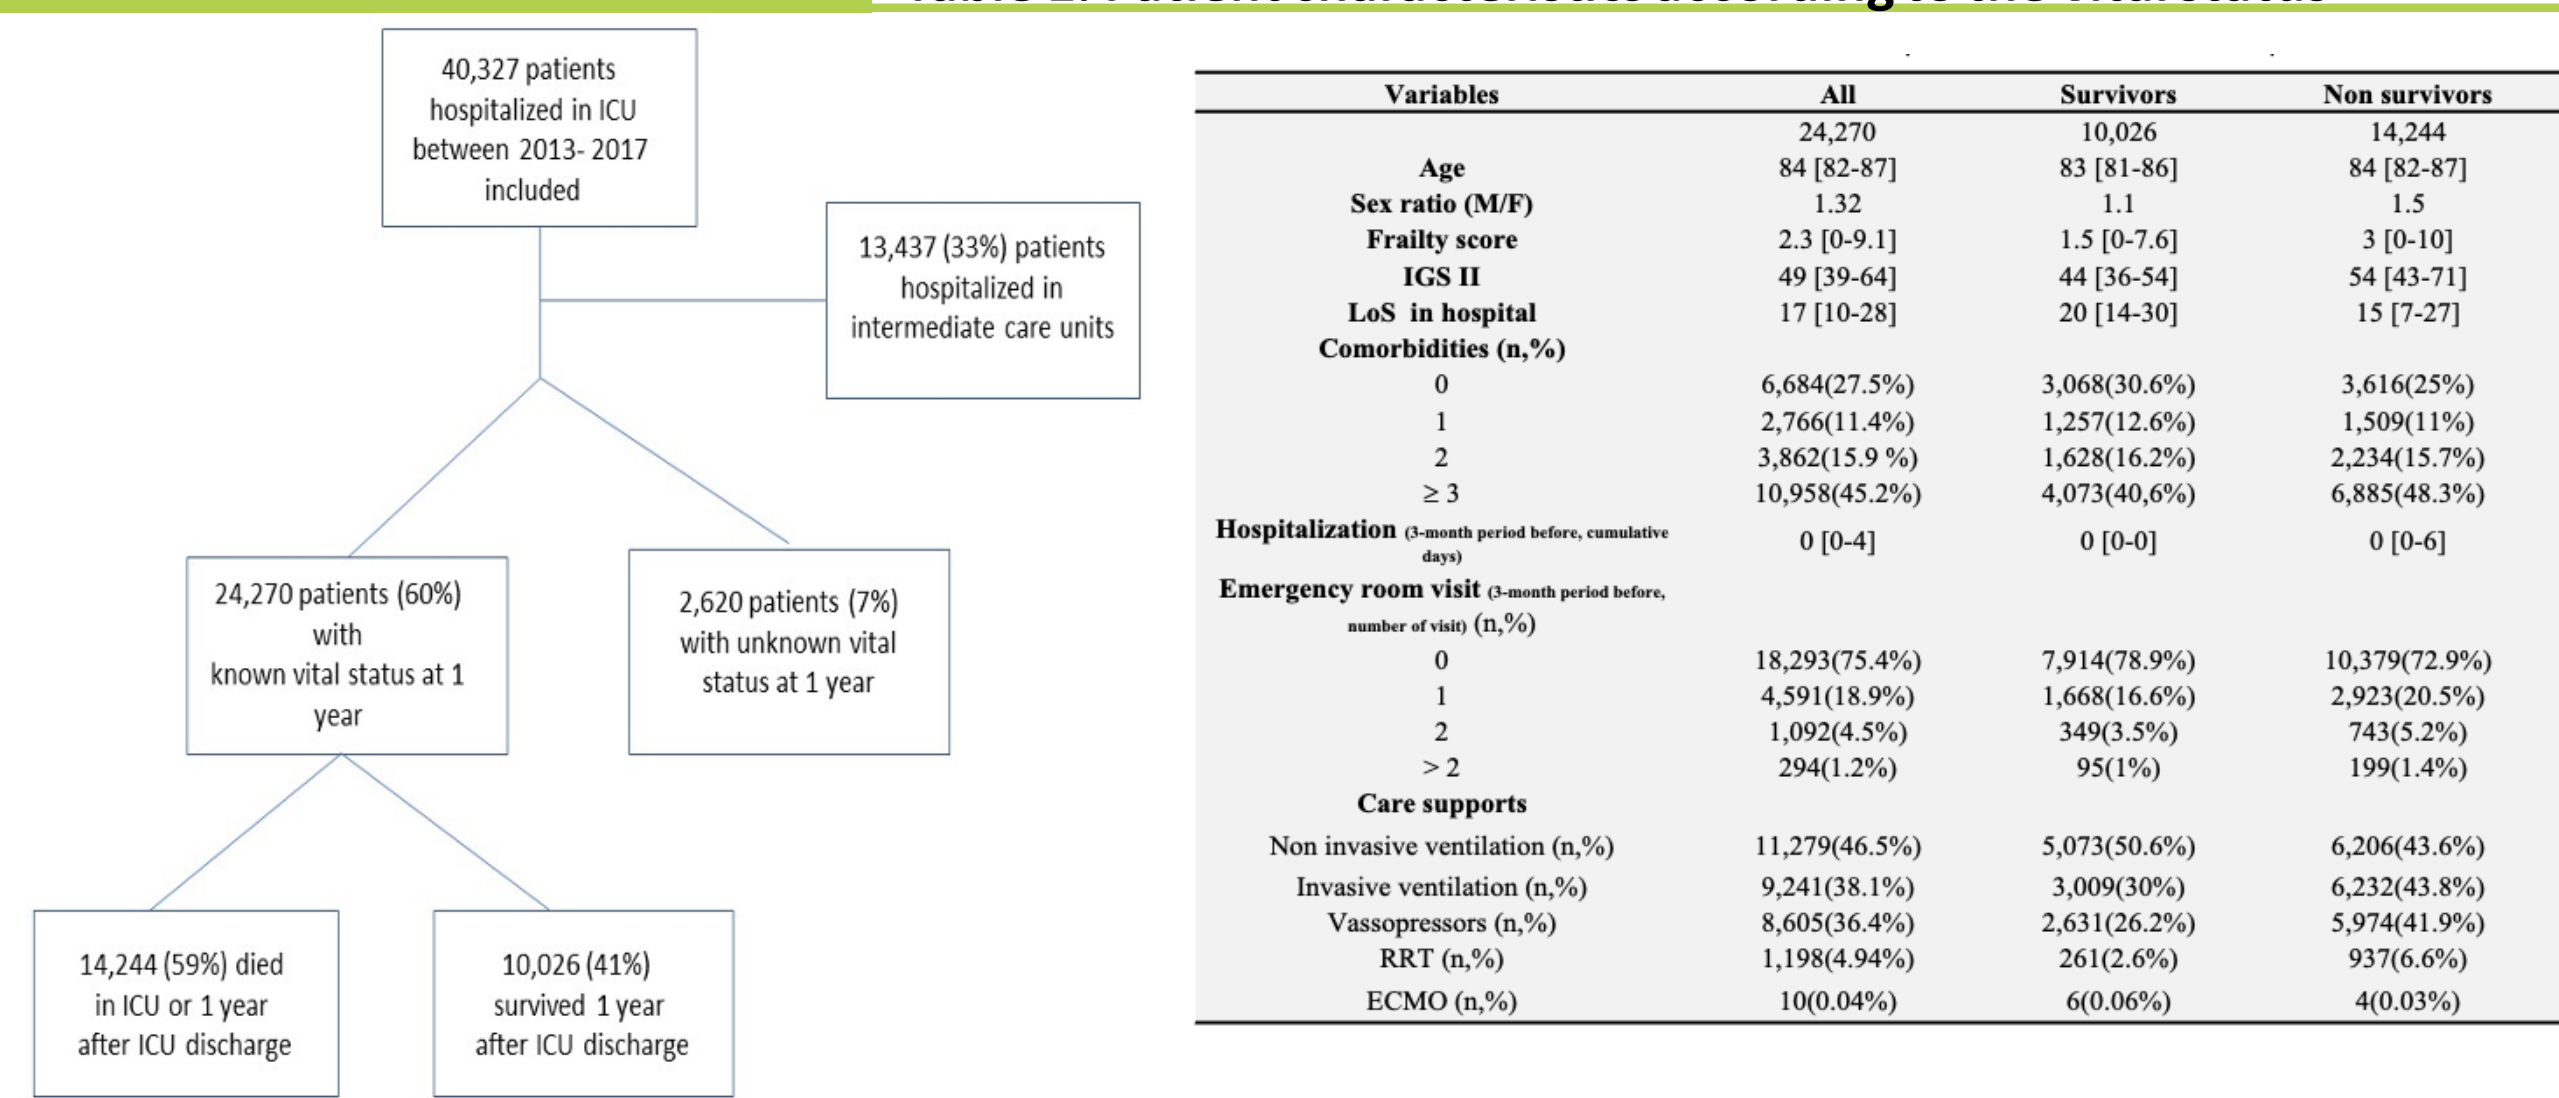 40,327 patients
hospitalized in ICU
between 2013- 2017
included
13,437 (33%) patients
hospitalized in
intermediate care units
24,270 patients (60%)
with
known vital status at 1
year
2,620 patients (7%)
with unknown vital
status at 1 year
14,244 (59%) died
in ICU or 1 year
after ICU discharge
10,026 (41%)
survived 1 year
after ICU discharge
Variables All Survivors Non survivors
24,270 10,026 14,244
Age 84 [82-87] 83 [81-86] 84 [82-87]
Sex ratio (M/F) 1.32 1.1 1.5
Frailty score 2.3 [0-9.1] 1.5 [0-7.6] 3 [0-10]
IGS II 49 [39-64] 44 [36-54] 54 [43-71]
LoS in hospital 17 [10-28] 20 [14-30] 15 [7-27]
Comorbidities (n,%)
0 6,684(27.5%) 3,068(30.6%) 3,616(25%)
1 2,766(11.4%) 1,257(12.6%) 1,509(11%)
2 3,862(15.9 %) 1,628(16.2%) 2,234(15.7%)
≥ 3 10,958(45.2%) 4,073(40,6%) 6,885(48.3%)
Hospitalization (3-month period before, cumulative
days) 0 [0-4] 0 [0-0] 0 [0-6]
Emergency room visit (3-month period before,
number of visit) (n,%)
0 18,293(75.4%) 7,914(78.9%) 10,379(72.9%)
1 4,591(18.9%) 1,668(16.6%) 2,923(20.5%)
2 1,092(4.5%) 349(3.5%) 743(5.2%)
> 2 294(1.2%) 95(1%) 199(1.4%)
Care supports
Non invasive ventilation (n,%) 11,279(46.5%) 5,073(50.6%) 6,206(43.6%)
Invasive ventilation (n,%) 9,241(38.1%) 3,009(30%) 6,232(43.8%)
Vassopressors (n,%) 8,605(36.4%) 2,631(26.2%) 5,974(41.9%)
RRT (n,%) 1,198(4.94%) 261(2.6%) 937(6.6%)
ECMO (n,%) 10(0.04%) 6(0.06%) 4(0.03%)